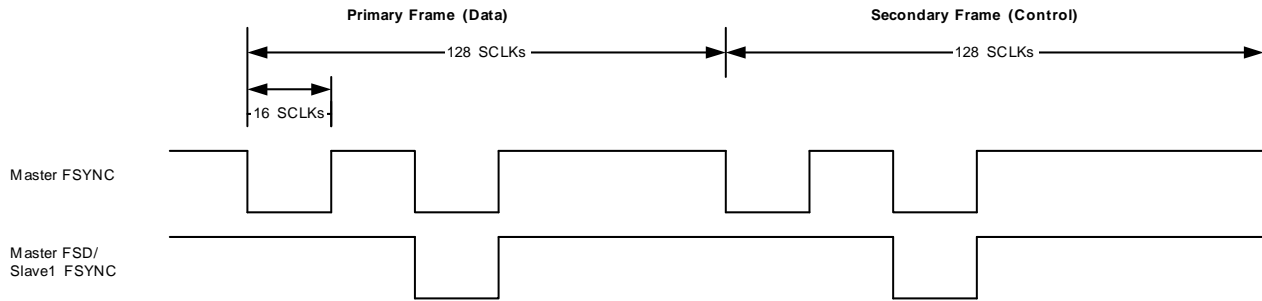 Primary Frame (Data)
Secondary Frame (Control)
128 SCLKs
128 SCLKs
16 SCLKs
Master FSYNC
Master FSD/
Slave1 FSYNC